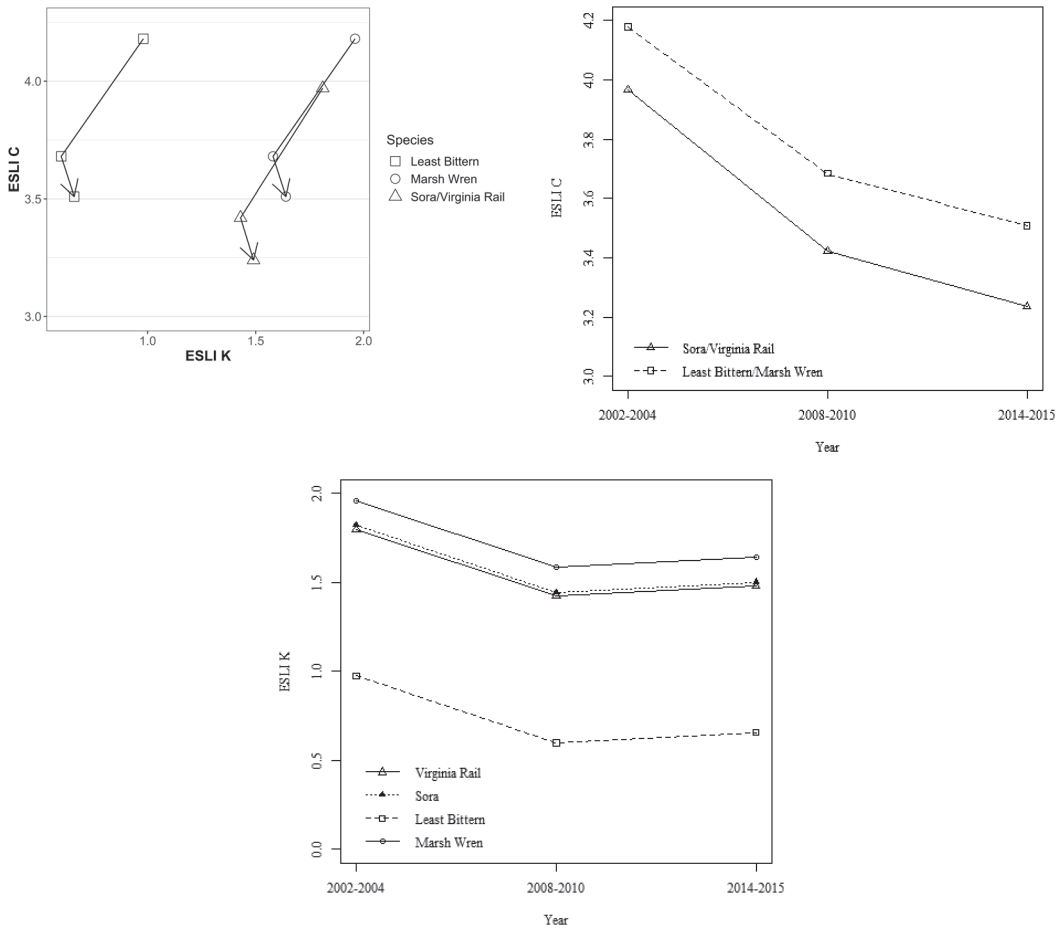 4.0
3.5
3.0
ESLI C
1.0
1.5
2.0
ESLI K
Species
Least Bittern
Marsh Wren
Sora/Virginia Rail
4.2
4.0
3.8
3.6
3.4
3.2
3.0
ESLI C
Sora/Virginia Rail
Least Bittern/Marsh Wren
2002-2004
2008-2010
2014-2015
Year
2.0
1.5
1.0
0.5
0.0
ESLI K
Virginia Rail
Sora
Least Bittern
Marsh Wren
2002-2004
2008-2010
2014-2015
Year